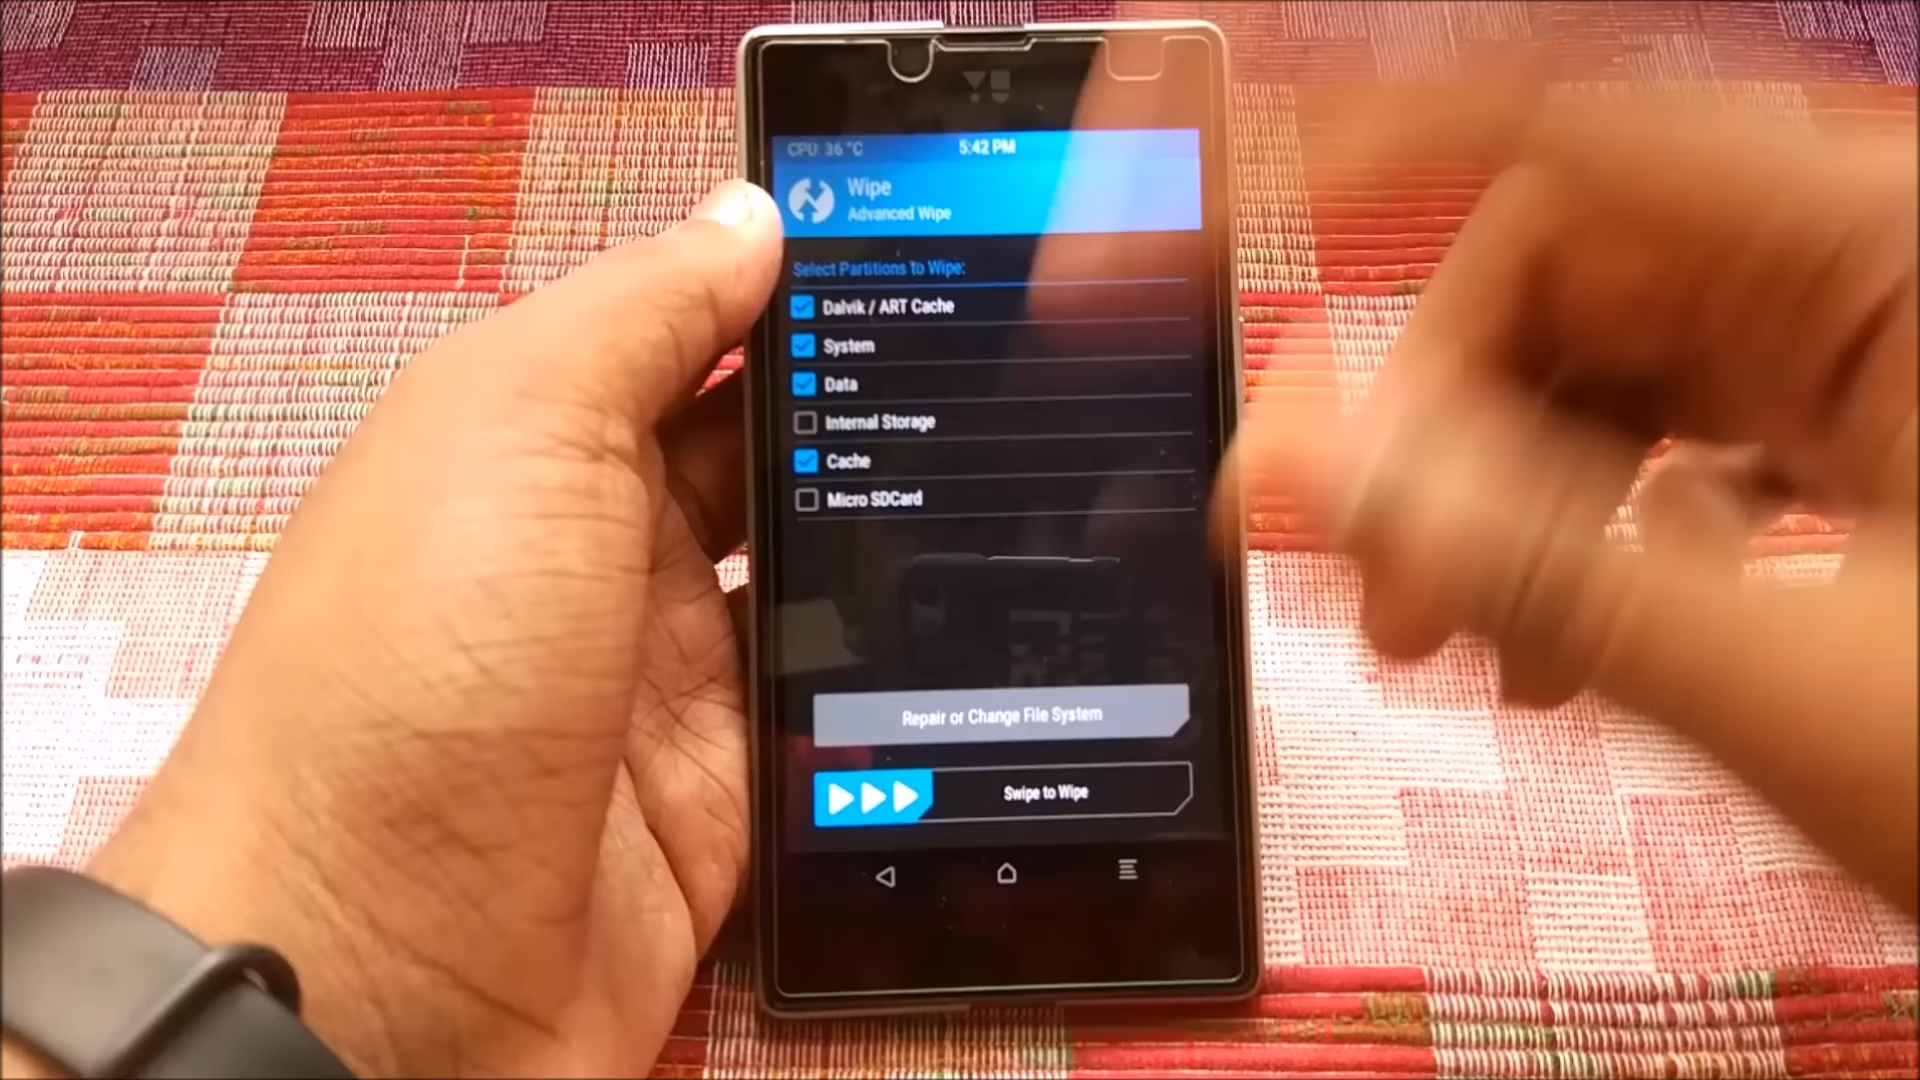 YU
CPU: 36 °C
5:42 PM
Wipe
Advanced Wipe
Select Partitions to Wipe:
Dalvik / ART Cache
System
Data
Internal Storage
Cache
Micro SDCard
Repair or Change File System
Swipe to Wipe